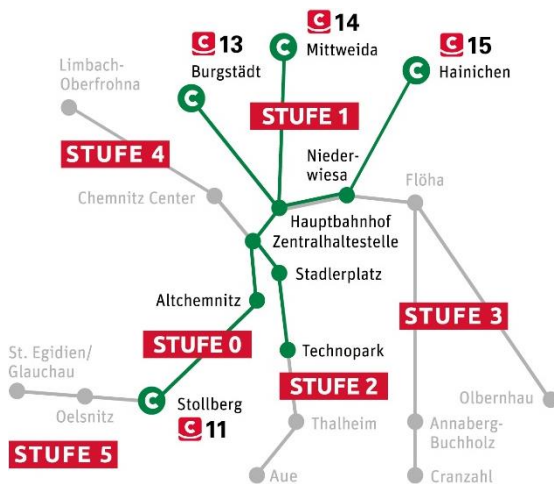 C 13
Burgstädt
C 14
Mittweida
C 15
Hainichen
Limbach-
Oberfrohna
STUFE 1
STUFE 4
Nieder-
wiesa
Flöha
Chemnitz Center
Hauptbahnhof
Zentralhaltestelle
Stadlerplatz
Altchemnitz
STUFE 3
STUFE 0
Technopark
St. Egidien/
Glauchau
STUFE 2
Olbernhau
Oelsnitz
C
Stollberg
C 11
Thalheim
Annaberg-
Buchholz
STUFE 5
Aue
Cranzahl
C
C
C